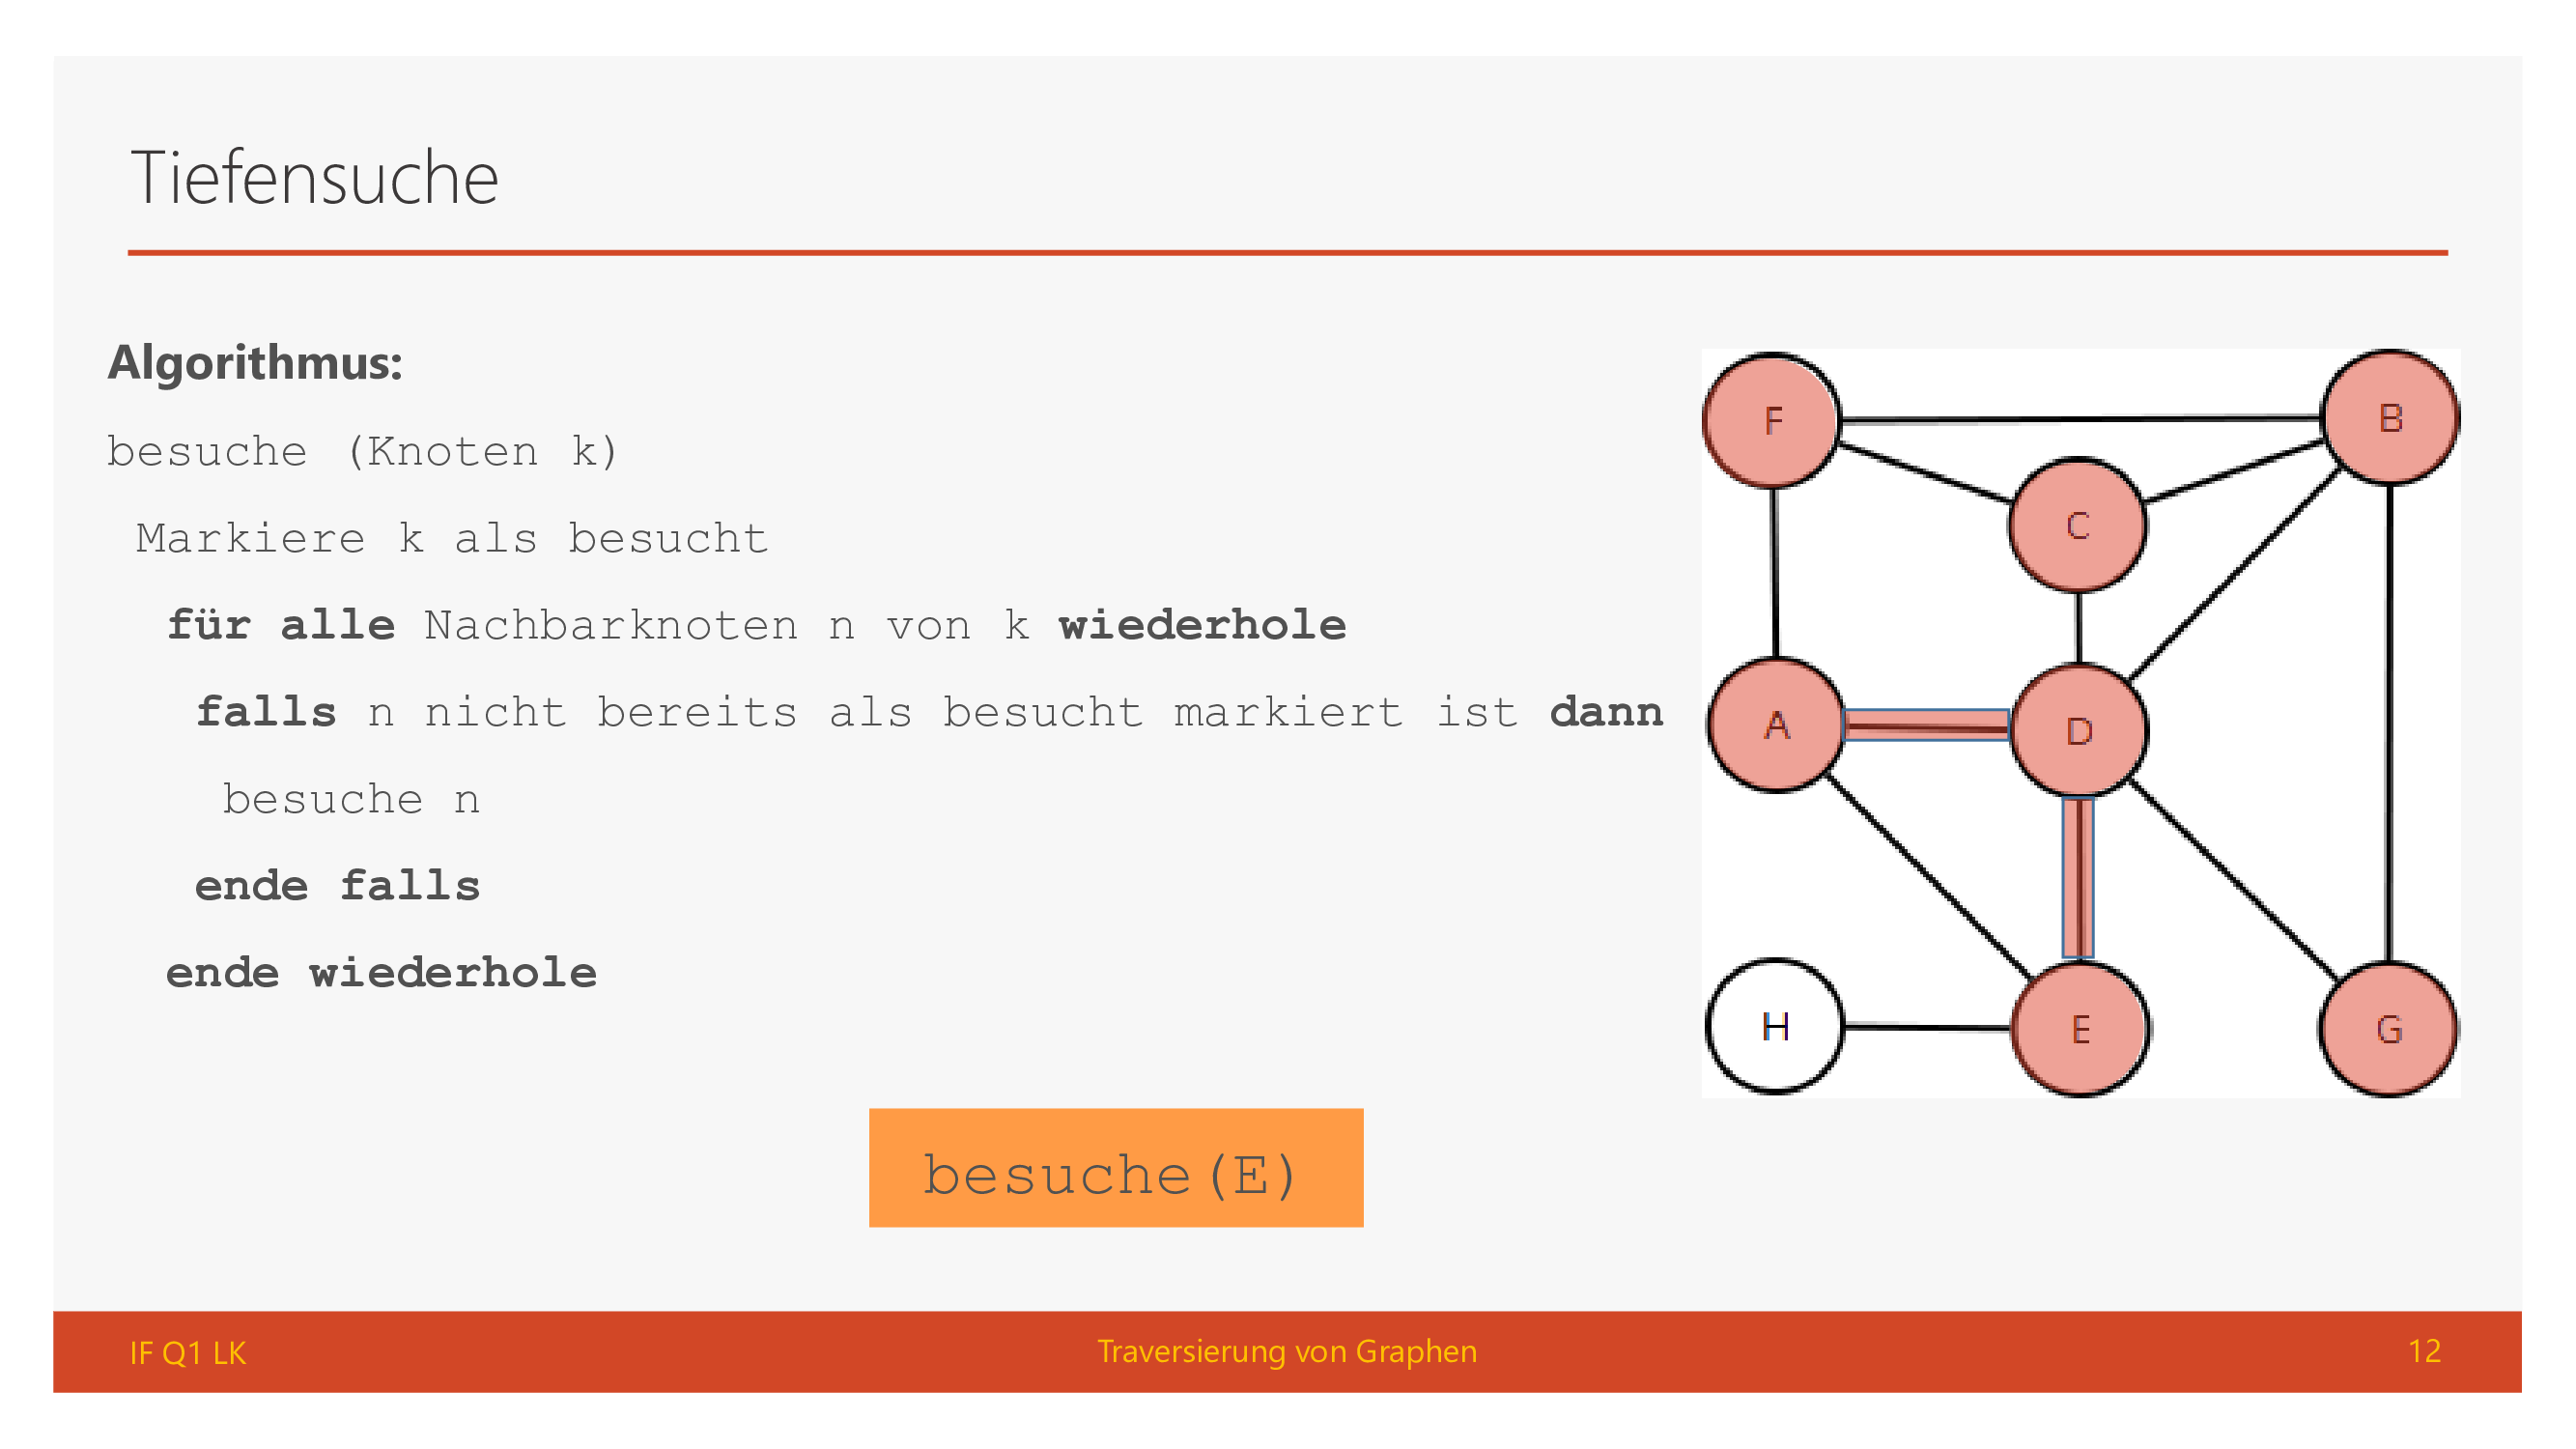 Tiefensuche
Algorithmus:
besuche (Knoten k)
Markiere k als besucht
für alle Nachbarknoten n von k wiederhole
falls n nicht bereits als besucht markiert ist dann
besuche n
ende falls
ende wiederhole
F
B
C
A
D
H
E
G
besuche(E)
IF Q1 LK
Traversierung von Graphen
12